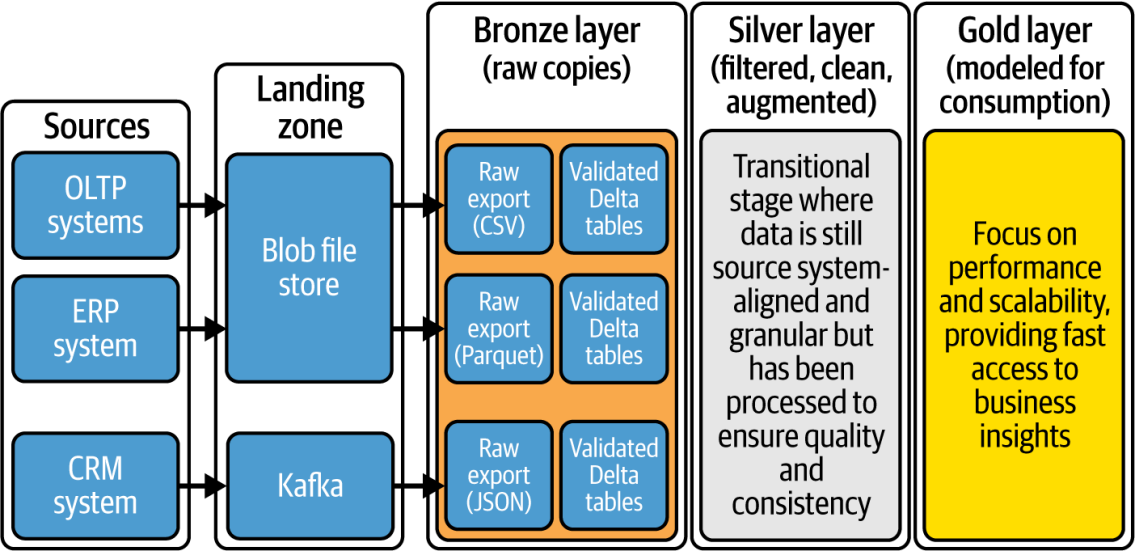 Sources
OLTP
systems
ERP
system
CRM
system
Landing
zone
Blob file
store
Kafka
Bronze layer
(raw copies)
Raw
export
(CSV)
Validated
Delta
tables
Raw
export
(Parquet)
Validated
Delta
tables
Raw
export
(JSON)
Validated
Delta
tables
Silver layer
(filtered, clean,
augmented)
Transitional
stage where
data is still
source system-
aligned and
granular but
has been
processed to
ensure quality
and
consistency
Gold layer
(modeled for
consumption)
Focus on
performance
and scalability,
providing fast
access to
business
insights